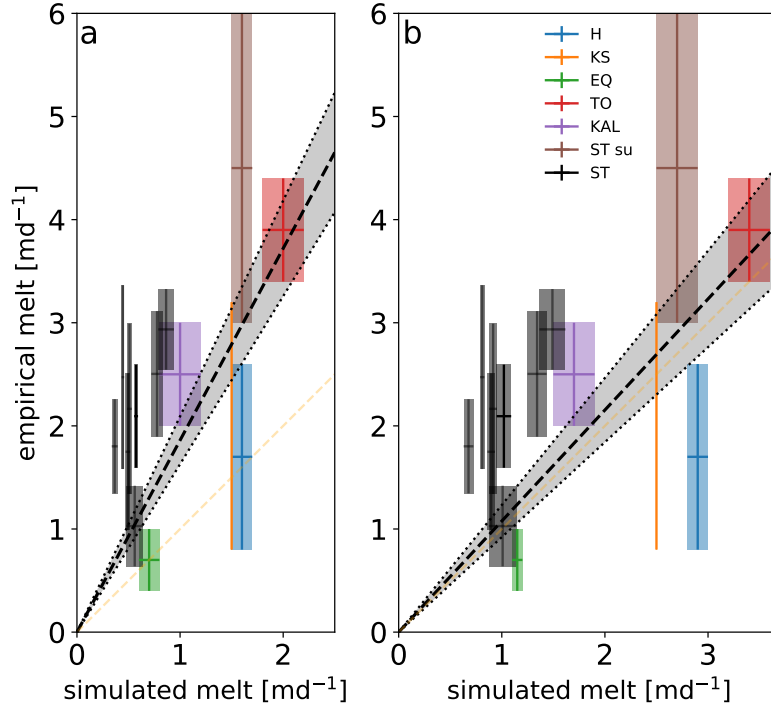 a
b
empirical melt [md⁻¹]
6
5
4
3
2
1
0
0
1
2
simulated melt [md⁻¹]
6
5
4
3
2
1
0
0
1
2
3
simulated melt [md⁻¹]
H
KS
EQ
TO
KAL
ST su
ST